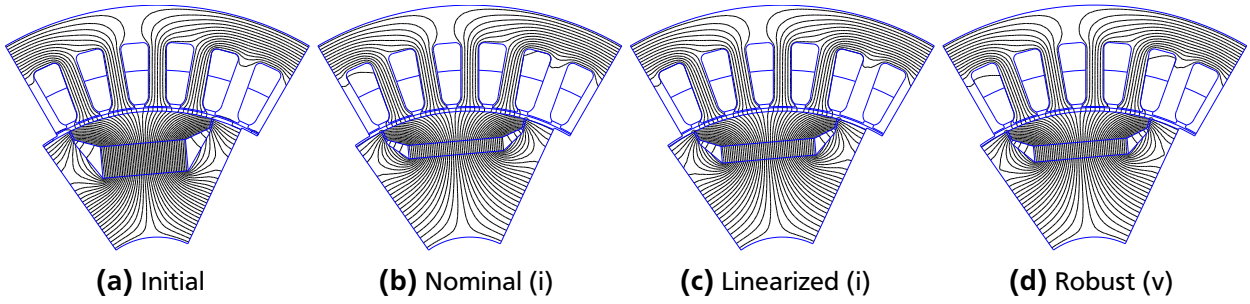 (a) Initial
(b) Nominal (i)
(c) Linearized (i)
(d) Robust (v)